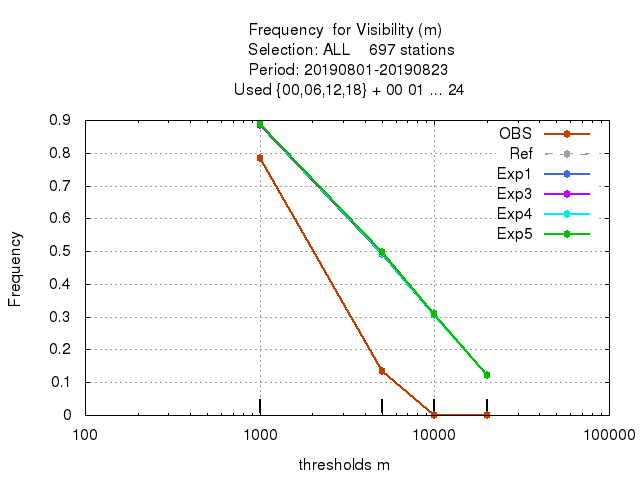 Frequency for Visibility (m)
Selection: ALL 697 stations
Period: 20190801-20190823
Used {00,06,12,18} + 00 01 ... 24
0.9
0.8
0.7
0.6
0.5
0.4
0.3
0.2
0.1
0
Frequency
OBS
Ref
Exp1
Exp3
Exp4
Exp5
100
1000
10000
100000
thresholds m